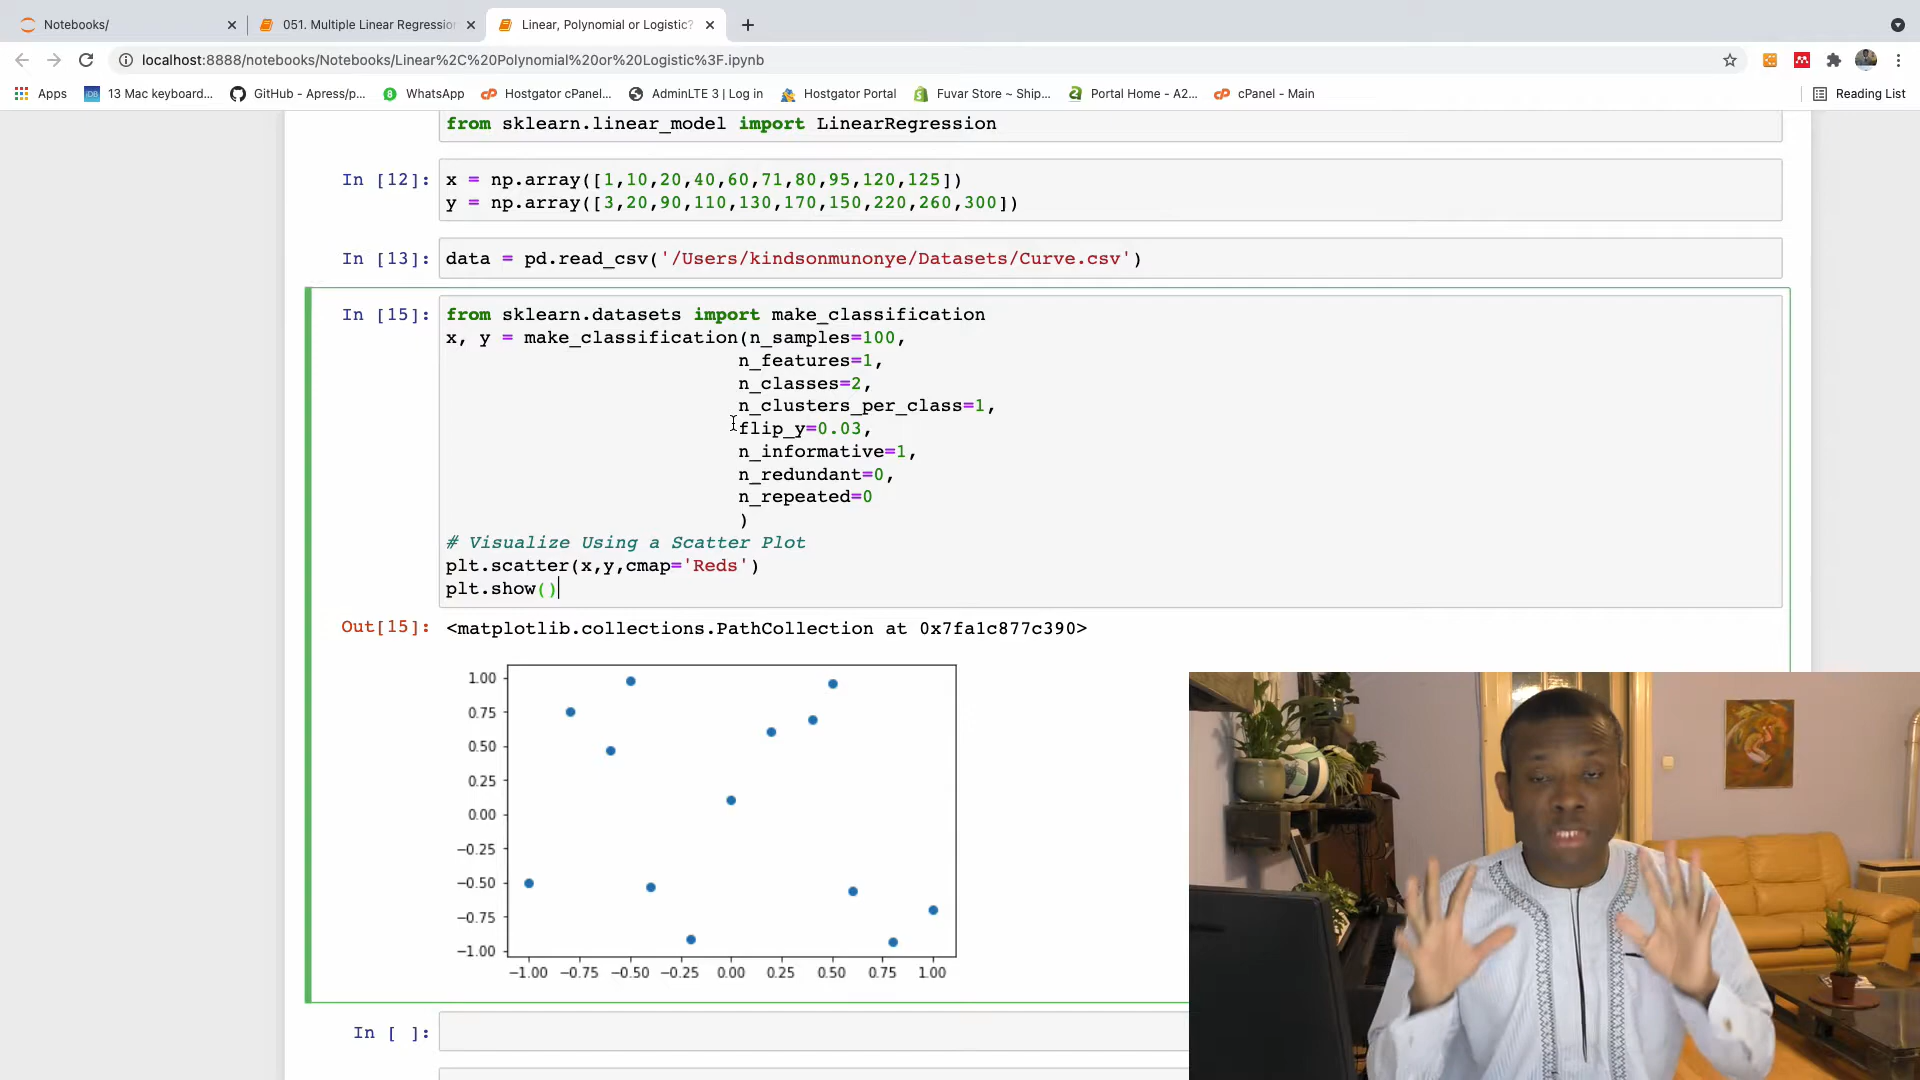 Notebooks/
051. Multiple Linear Regression
Linear, Polynomial or Logistic?
localhost:8888/notebooks/Notebooks/Linear%2C%20Polynomial%20or%20Logistic%3F.ipynb
Apps
13 Mac keyboard...
GitHub - Apress/p...
WhatsApp
Hostgator cPanel...
AdminLTE 3 | Log in
Hostgator Portal
Fuvar Store ~ Ship...
Portal Home - A2...
cPanel - Main
Reading List
from sklearn.linear_model import LinearRegression
In [12]: x = np.array([1,10,20,40,60,71,80,95,120,125])
y = np.array([3,20,90,110,130,170,150,220,260,300])
In [13]: data = pd.read_csv('/Users/kindsonmunonye/Datasets/Curve.csv')
In [15]: from sklearn.datasets import make_classification
x, y = make_classification(n_samples=100,
n_features=1,
n_classes=2,
n_clusters_per_class=1,
flip_y=0.03,
n_informative=1,
n_redundant=0,
n_repeated=0
)
# Visualize Using a Scatter Plot
plt.scatter(x,y,cmap='Reds')
plt.show()
Out[15]: <matplotlib.collections.PathCollection at 0x7fa1c877c390>
1.00
0.75
0.50
0.25
0.00
−0.25
−0.50
−0.75
−1.00
−1.00 −0.75 −0.50 −0.25 0.00 0.25 0.50 0.75 1.00
In [ ]: